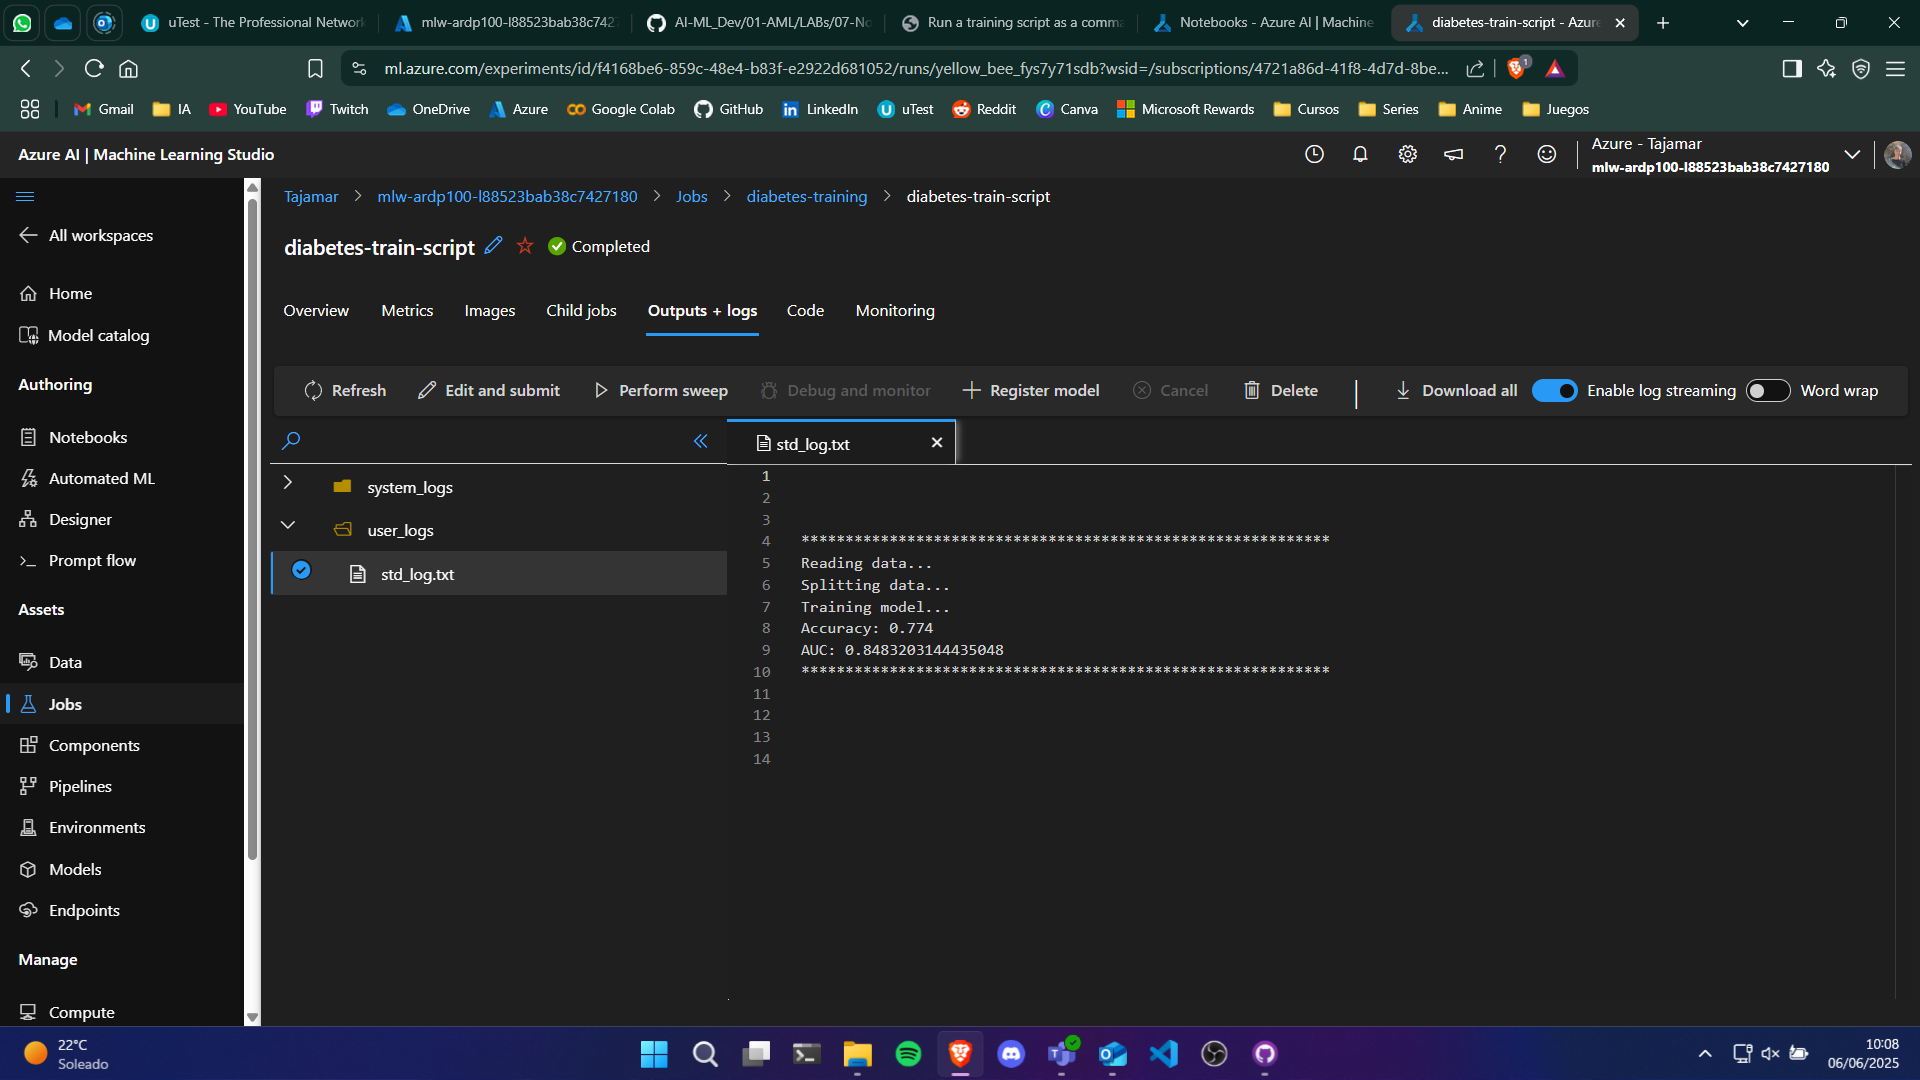 uTest - The Professional Network
mlw-ardp100-l88523bab38c7427
AI-ML_Dev/01-AML/LABs/07-No
Run a training script as a comma
Notebooks - Azure AI | Machine
diabetes-train-script - Azure
ml.azure.com/experiments/id/f4168be6-859c-48e4-b83f-e2922d681052/runs/yellow_bee_fys7y71sdb?wsid=/subscriptions/4721a86d-41f8-4d7d-8be...
1
Gmail
IA
YouTube
Twitch
OneDrive
Azure
Google Colab
GitHub
LinkedIn
uTest
Reddit
Canva
Microsoft Rewards
Cursos
Series
Anime
Juegos
Azure AI | Machine Learning Studio
Azure - Tajamar
mlw-ardp100-l88523bab38c7427180
All workspaces
Home
Model catalog
Authoring
Notebooks
Automated ML
Designer
Prompt flow
Assets
Data
Jobs
Components
Pipelines
Environments
Models
Endpoints
Manage
Compute
Tajamar > mlw-ardp100-l88523bab38c7427180 > Jobs > diabetes-training > diabetes-train-script
diabetes-train-script
Completed
Overview
Metrics
Images
Child jobs
Outputs + logs
Code
Monitoring
Refresh
Edit and submit
Perform sweep
Debug and monitor
Register model
Cancel
Delete
Download all
Enable log streaming
Word wrap
system_logs
user_logs
std_log.txt
std_log.txt
1
2
3
4 ************************************************************
5 Reading data...
6 Splitting data...
7 Training model...
8 Accuracy: 0.774
9 AUC: 0.8483203144435048
10 ************************************************************
11
12
13
14
22°C
Soleado
10:08
06/06/2025